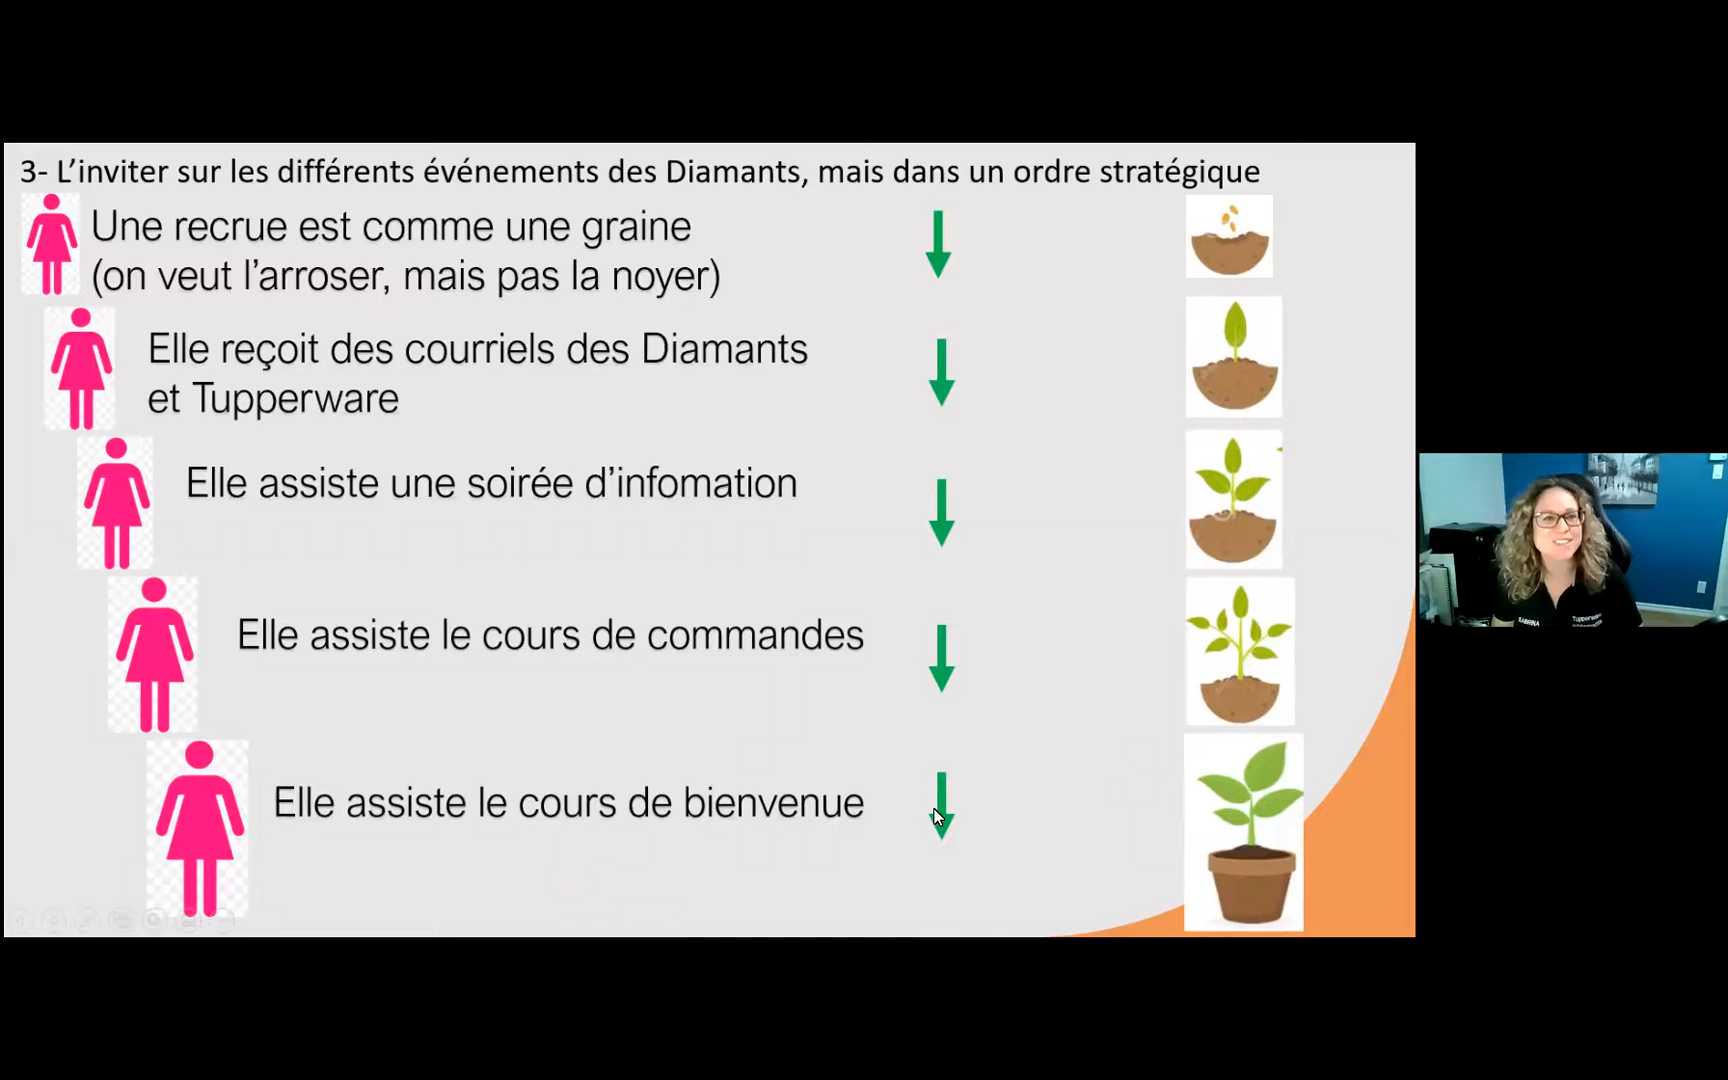 3- L’inviter sur les différents événements des Diamants, mais dans un ordre stratégique
Une recrue est comme une graine
(on veut l’arroser, mais pas la noyer)
Elle reçoit des courriels des Diamants
et Tupperware
Elle assiste une soirée d’infomation
Elle assiste le cours de commandes
Elle assiste le cours de bienvenue
SABRINA
Tupperware